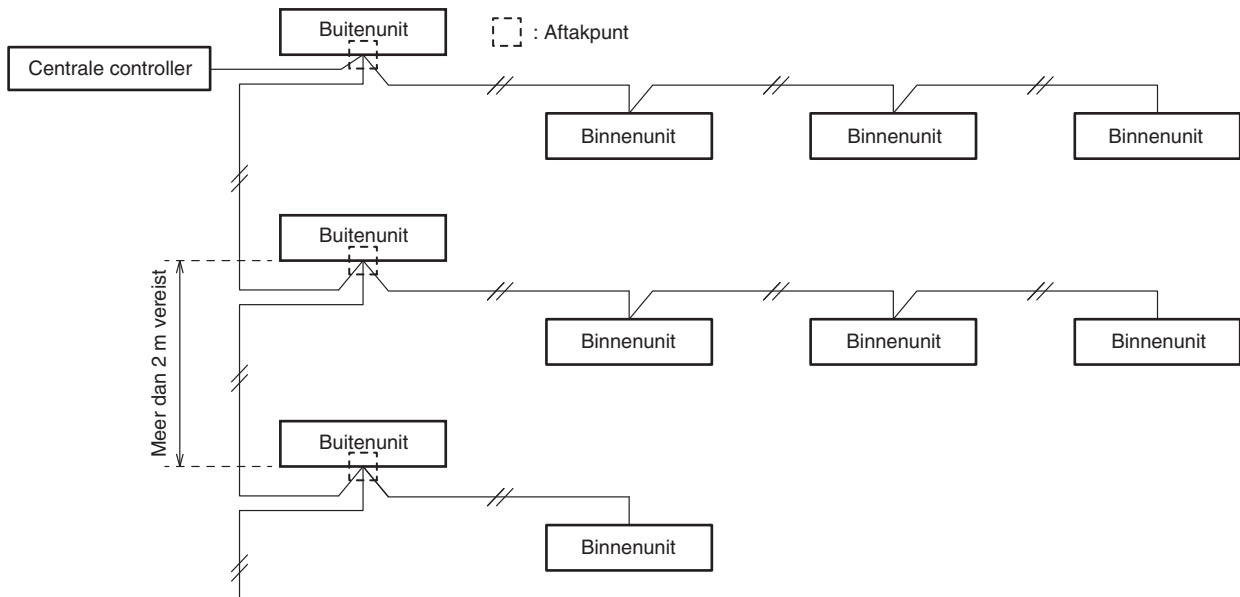 Buitenunit
: Aftakpunt
Centrale controller
Binnenunit
Binnenunit
Binnenunit
Buitenunit
Meer dan 2 m vereist
Binnenunit
Binnenunit
Binnenunit
Buitenunit
Binnenunit